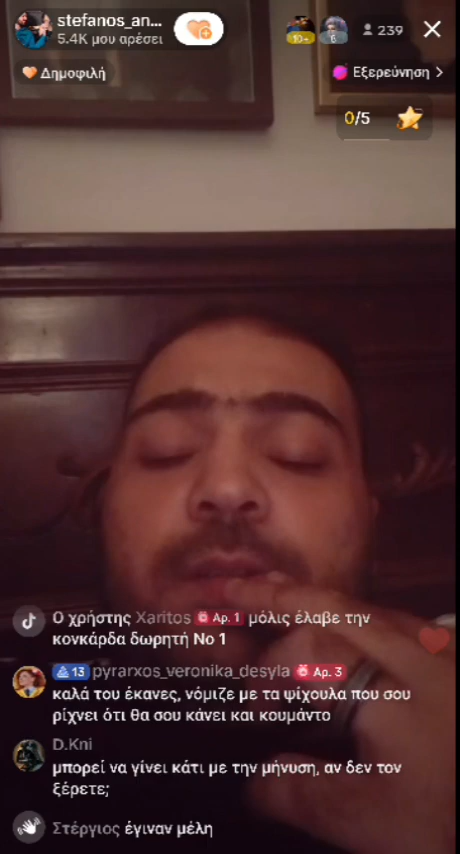 stefanos_an...
5.4K μου αρέσει
10+
6
239
Δημοφιλή
Εξερεύνηση
0/5
Ο χρήστης Xaritos Αρ. 1 μόλις έλαβε την
κονκάρδα δωρητή Νο 1
13 pyrarxos_veronika_desyla Αρ. 3
καλά του έκανες, νόμιζε με τα ψίχουλα που σου
ρίχνει ότι θα σου κάνει και κουμάντο
D.Kni
μπορεί να γίνει κάτι με την μήνυση, αν δεν τον
ξέρετε;
Στέργιος έγιναν μέλη